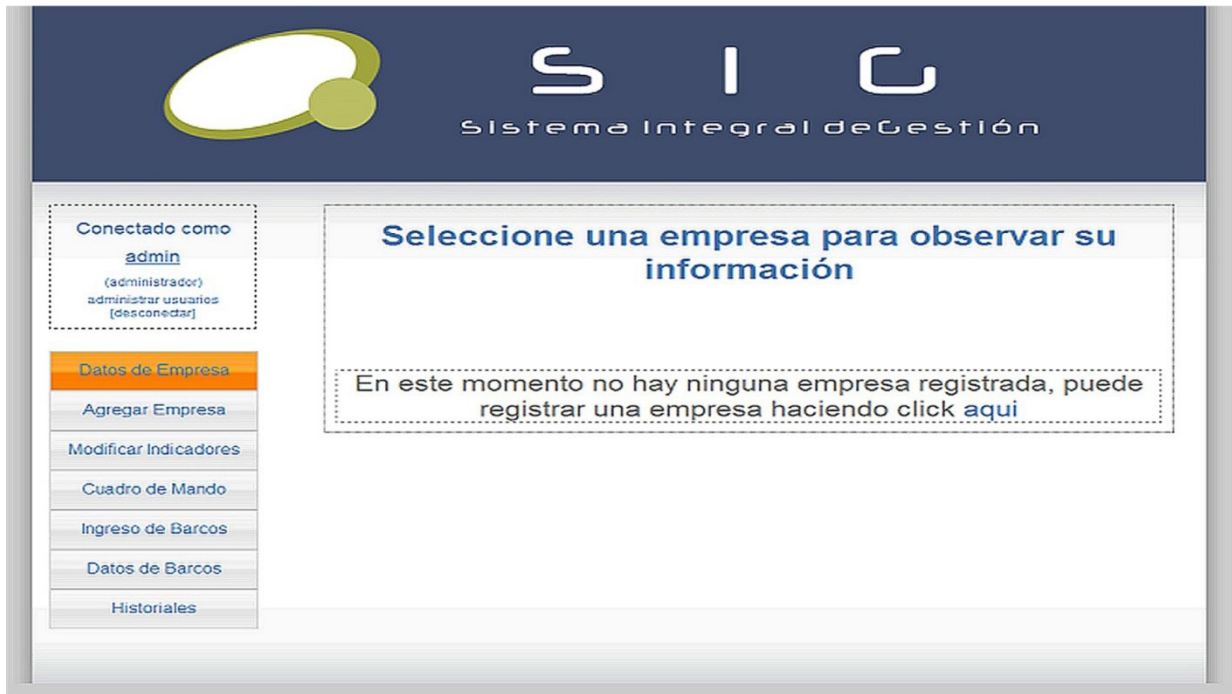 S I G
Sistema Integral deGestión
Conectado como
admin
(administrador)
administrar usuarios
[desconectar]
Datos de Empresa
Agregar Empresa
Modificar Indicadores
Cuadro de Mando
Ingreso de Barcos
Datos de Barcos
Historiales
Seleccione una empresa para observar su
información
En este momento no hay ninguna empresa registrada, puede
registrar una empresa haciendo click aqui